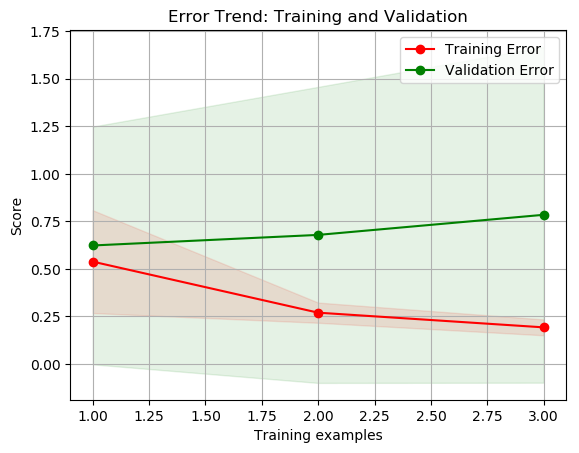 Error Trend: Training and Validation
Training Error
Validation Error
Score
1.75
1.50
1.25
1.00
0.75
0.50
0.25
0.00
1.00 1.25 1.50 1.75 2.00 2.25 2.50 2.75 3.00
Training examples